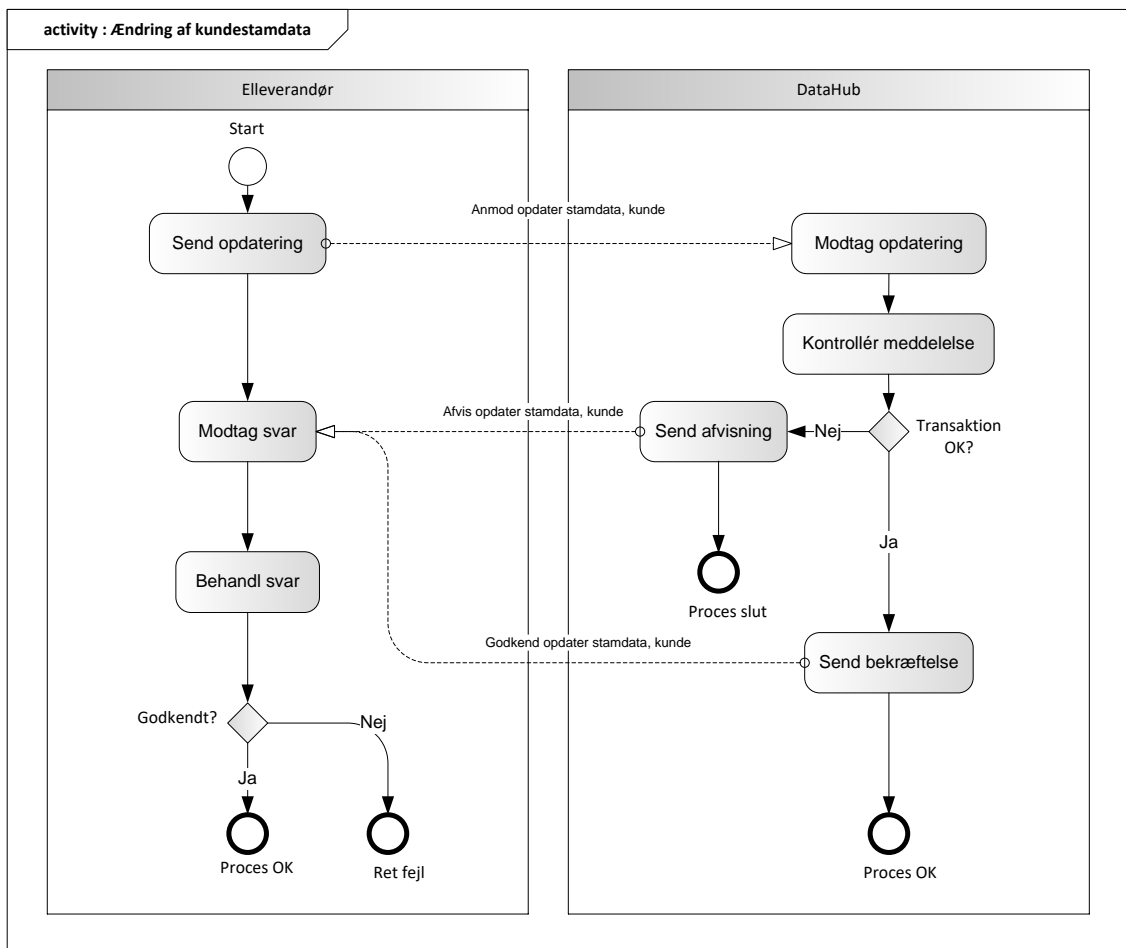 activity : Ændring af kundestamdata
Elleverandør
DataHub
Start
Anmod opdater stamdata, kunde
Send opdatering
Modtag opdatering
Kontrollér meddelelse
Afvis opdater stamdata, kunde
Modtag svar
Send afvisning
Nej
Transaktion
OK?
Ja
Behandl svar
Proces slut
Godkend opdater stamdata, kunde
Send bekræftelse
Godkendt?
Nej
Ja
Proces OK
Ret fejl
Proces OK